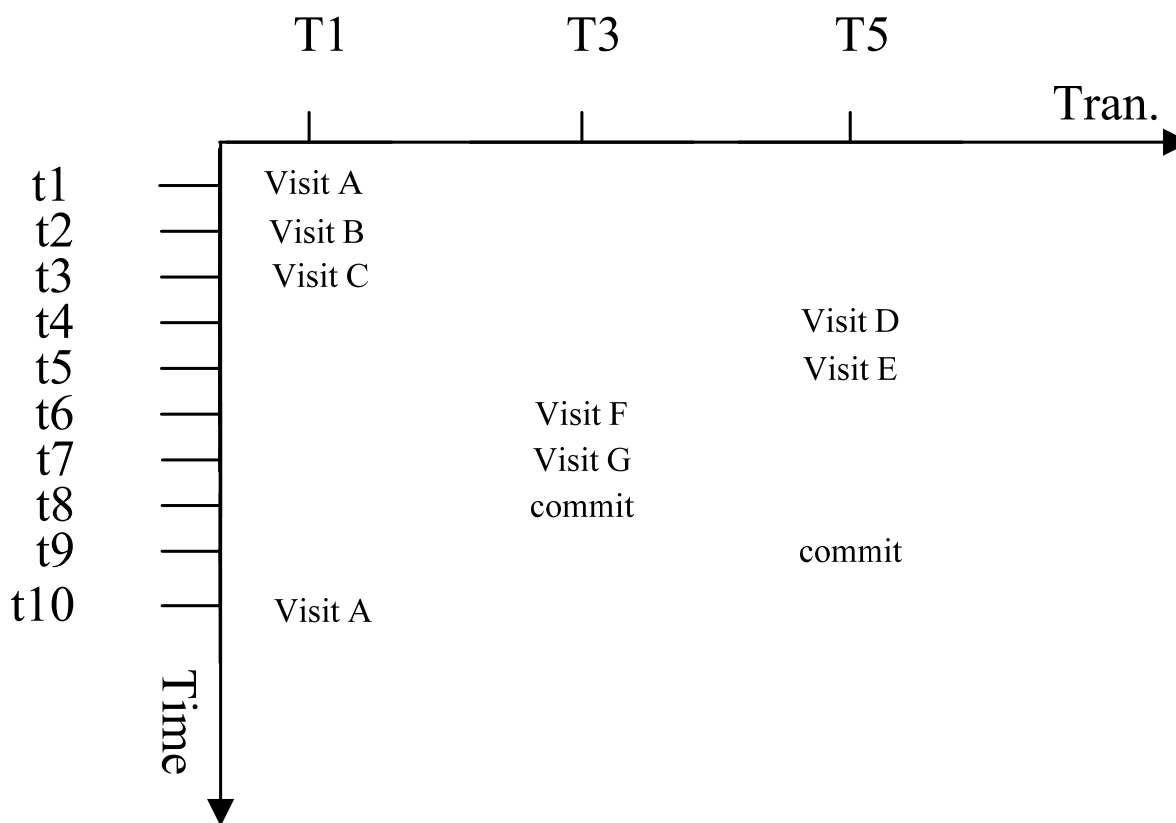 T1 T3 T5
Tran.
t1 Visit A
t2 Visit B
t3 Visit C
t4 Visit D
t5 Visit E
t6 Visit F
t7 Visit G
t8 commit
t9 commit
t10 Visit A
Time